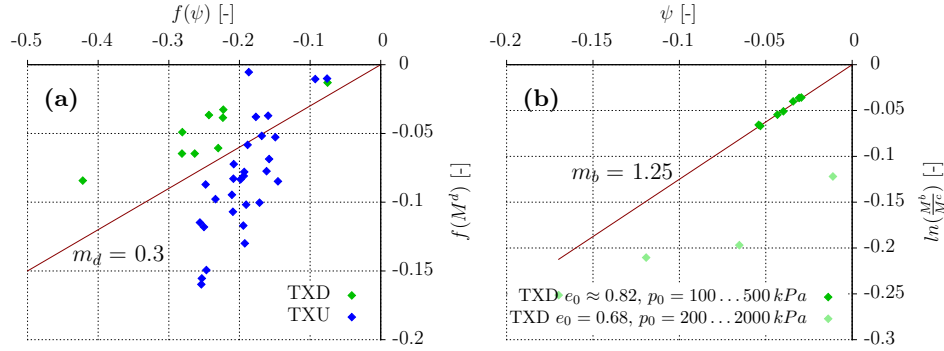 f(ψ) [-]
-0.5 -0.4 -0.3 -0.2 -0.1 0
0
-0.05
-0.1
-0.15
-0.2
f(M^d) [-]
(a)
m_d = 0.3
TXD
TXU
ψ [-]
-0.2 -0.15 -0.1 -0.05 0
0
-0.05
-0.1
-0.15
-0.2
-0.25
-0.3
ln(M^b/M^c) [-]
(b)
m_b = 1.25
TXD e_0 ≈ 0.82, p_0 = 100...500 kPa
TXD e_0 = 0.68, p_0 = 200...2000 kPa